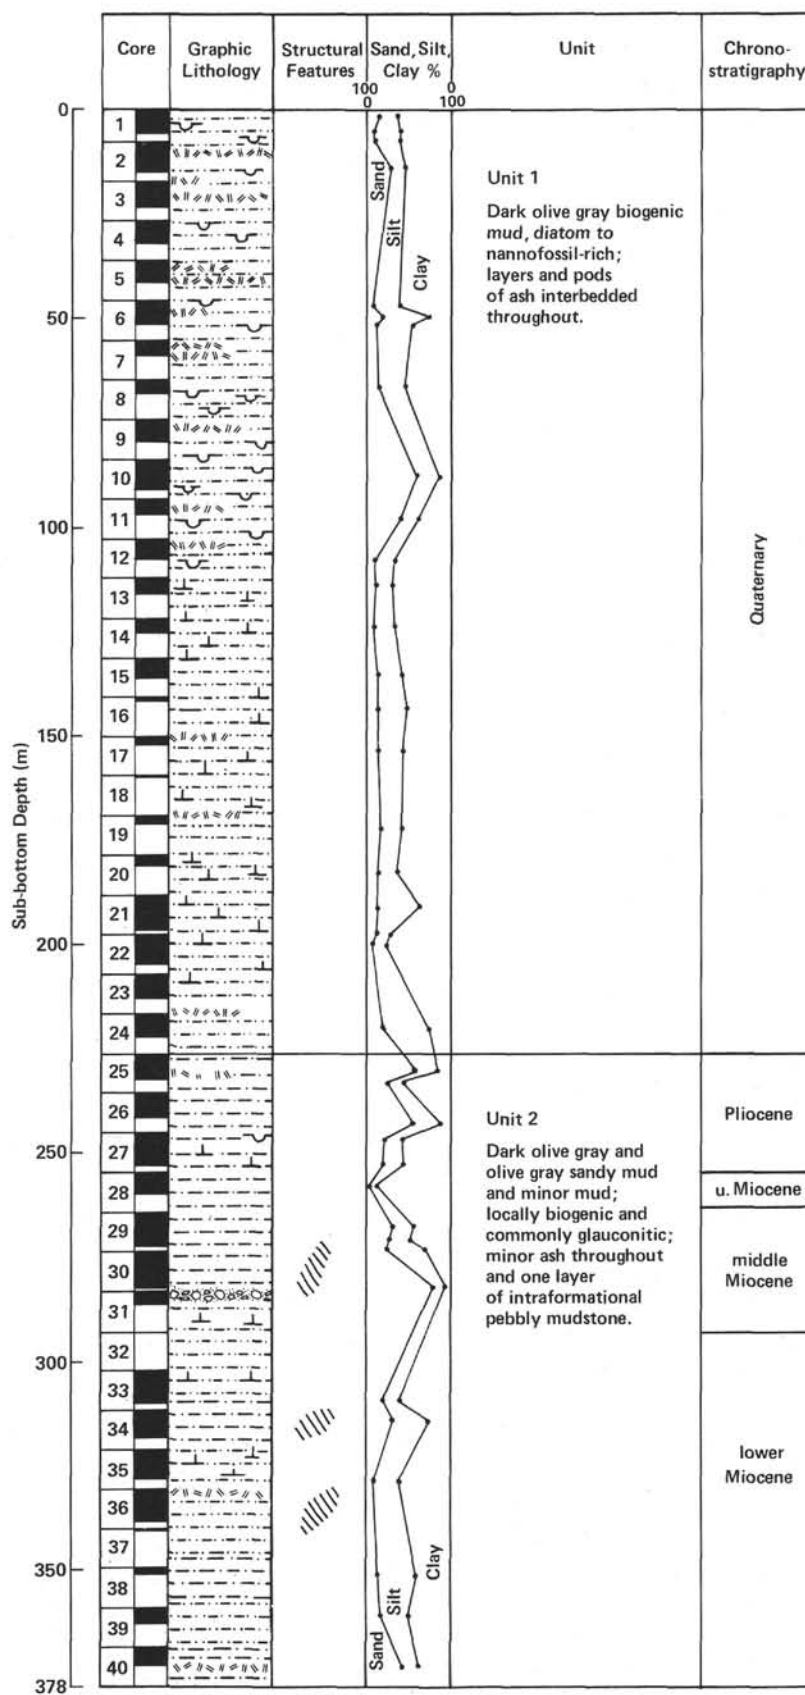 Core
Graphic
Lithology
Structural
Features
Sand, Silt,
Clay %
100 0
0 100
Unit
Chrono-
stratigraphy
Sub-bottom Depth (m)
0
50
100
150
200
250
300
350
378
1
2
3
4
5
6
7
8
9
10
11
12
13
14
15
16
17
18
19
20
21
22
23
24
25
26
27
28
29
30
31
32
33
34
35
36
37
38
39
40
Sand
Silt
Clay
Sand
Silt
Clay
Unit 1
Dark olive gray biogenic
mud, diatom to
nannofossil-rich;
layers and pods
of ash interbedded
throughout.
Unit 2
Dark olive gray and
olive gray sandy mud
and minor mud;
locally biogenic and
commonly glauconitic;
minor ash throughout
and one layer
of intraformational
pebbly mudstone.
Quaternary
Pliocene
u. Miocene
middle
Miocene
lower
Miocene